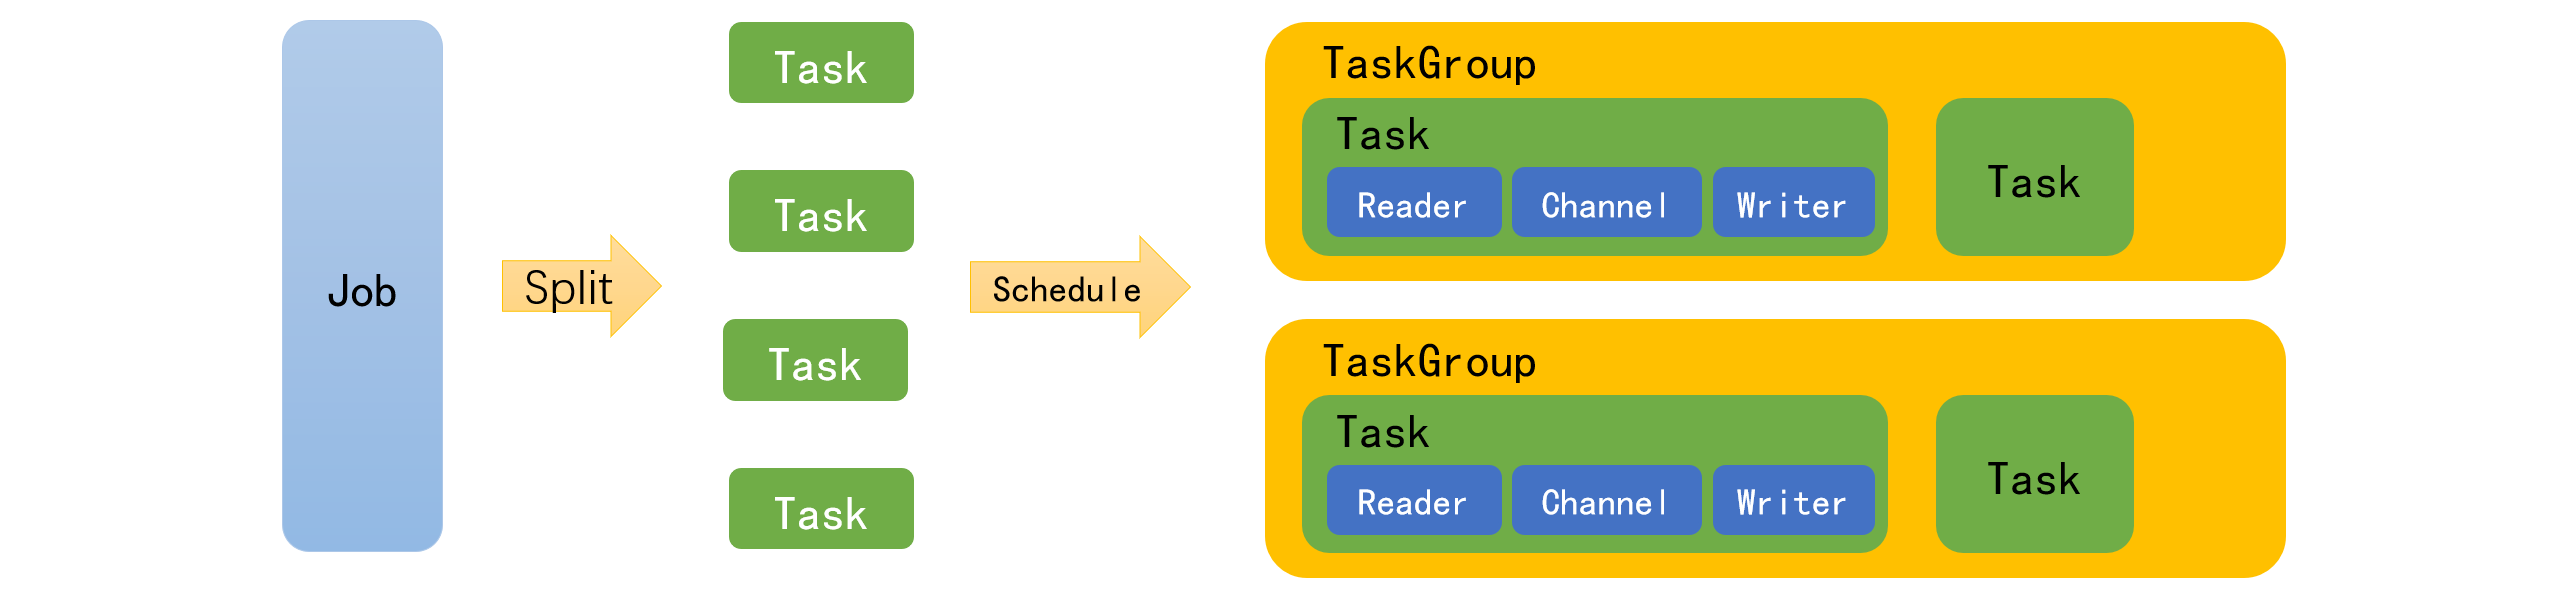 Job
Split
Task
Task
Task
Task
Schedule
TaskGroup
Task
Reader Channel Writer
Task
TaskGroup
Task
Reader Channel Writer
Task